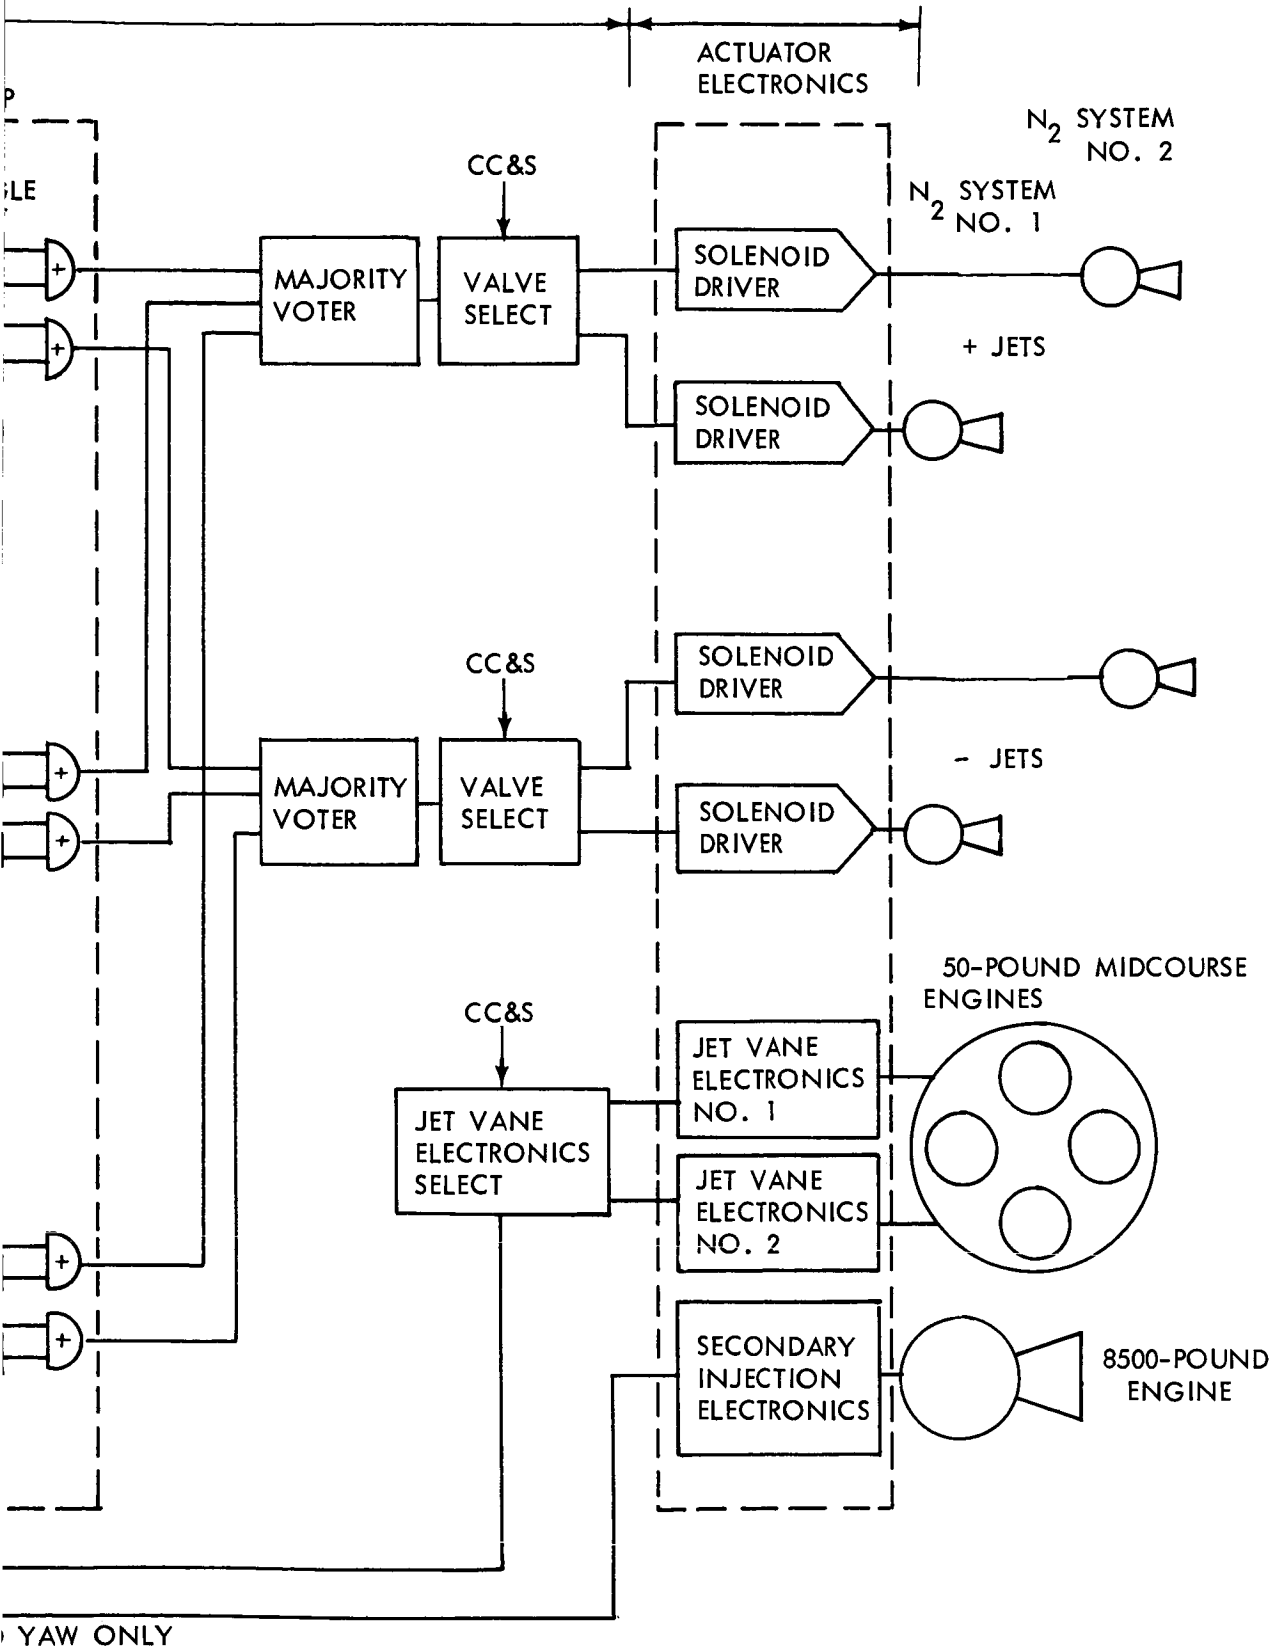 ACTUATOR
ELECTRONICS
P
N2 SYSTEM
NO. 2
CC&S
LE
N2 SYSTEM
NO. 1
+
MAJORITY
VOTER
VALVE
SELECT
SOLENOID
DRIVER
+
+ JETS
SOLENOID
DRIVER
CC&S
SOLENOID
DRIVER
+
MAJORITY
VOTER
VALVE
SELECT
- JETS
+
SOLENOID
DRIVER
50-POUND MIDCOURSE
ENGINES
CC&S
JET VANE
ELECTRONICS
NO. 1
JET VANE
ELECTRONICS
SELECT
JET VANE
ELECTRONICS
NO. 2
+
+
SECONDARY
INJECTION
ELECTRONICS
8500-POUND
ENGINE
YAW ONLY